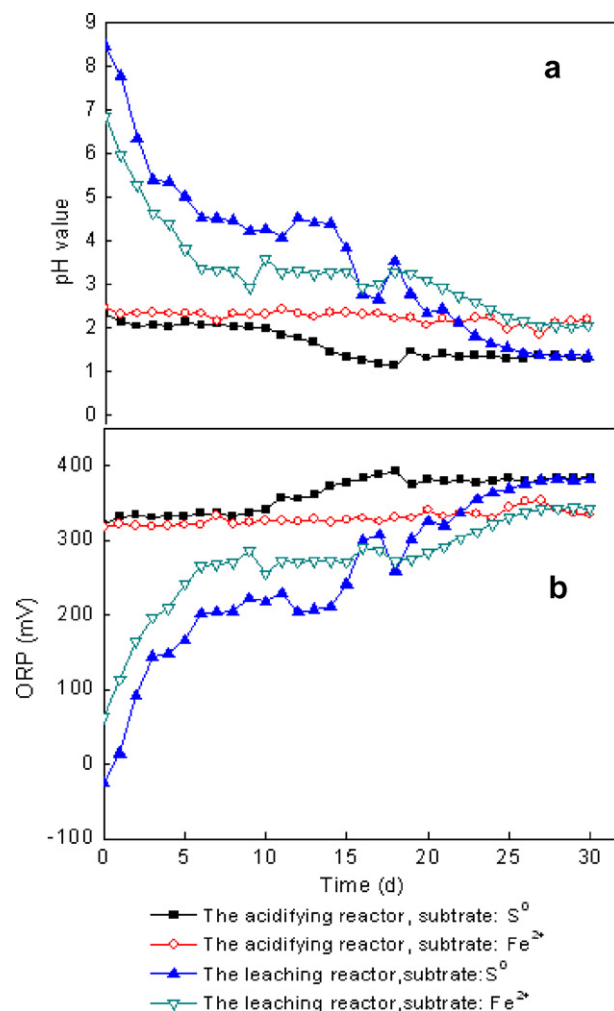 9
a
8
7
6
5
4
3
2
1
0
pH value
400
300
200
100
0
-100
ORP (mV)
b
0 5 10 15 20 25 30
Time (d)
The acidifying reactor, subtrate: S⁰
The acidifying reactor, subtrate: Fe²⁺
The leaching reactor,subtrate:S⁰
The leaching reactor,subtrate: Fe²⁺